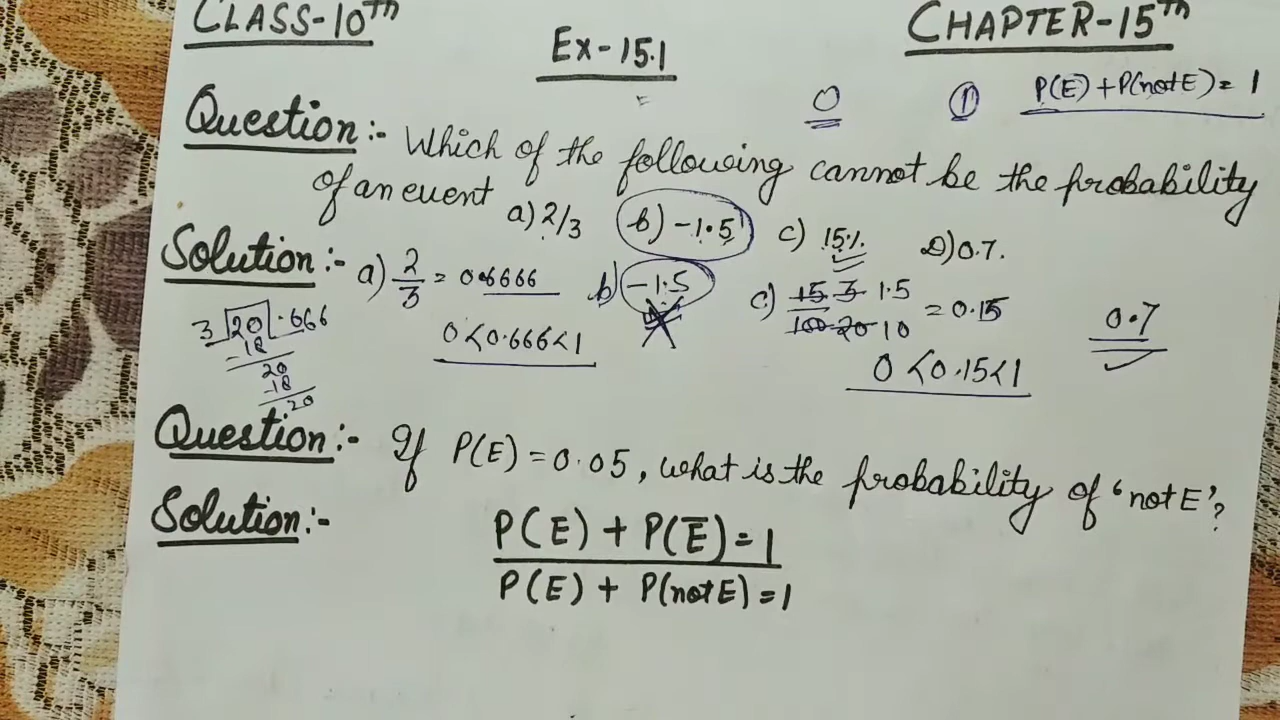 CLASS-10TH
CHAPTER-15TH
Ex-15.1
0 1 P(E)+P(not E)=1
Question:- Which of the following cannot be the probability
of an event a) 2/3 b) -1.5 c) 15% D) 0.7.
Solution:- a) 2/3 = 0.6666 b) -1.5 c) 15/100 3/20 1.5/10 = 0.15 0.7
3 20 .666
-18
20
-18
20
0<0.666<1
0<0.15<1
Question:- If P(E)=0.05, what is the probability of 'not E'?
Solution:-
P(E) + P(E̅)=1
P(E) + P(not E)=1